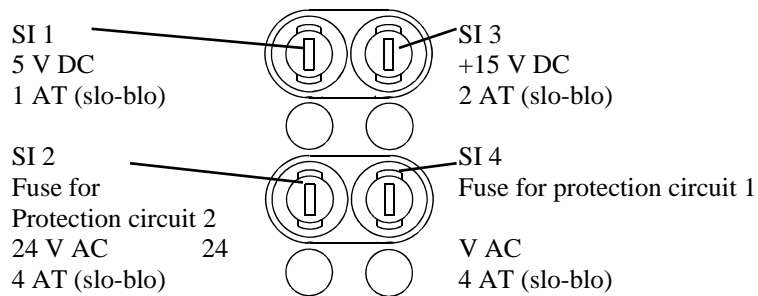 SI 1
5 V DC
1 AT (slo-blo)
SI 3
+15 V DC
2 AT (slo-blo)
SI 2
Fuse for
Protection circuit 2
24 V AC 24
4 AT (slo-blo)
SI 4
Fuse for protection circuit 1
V AC
4 AT (slo-blo)